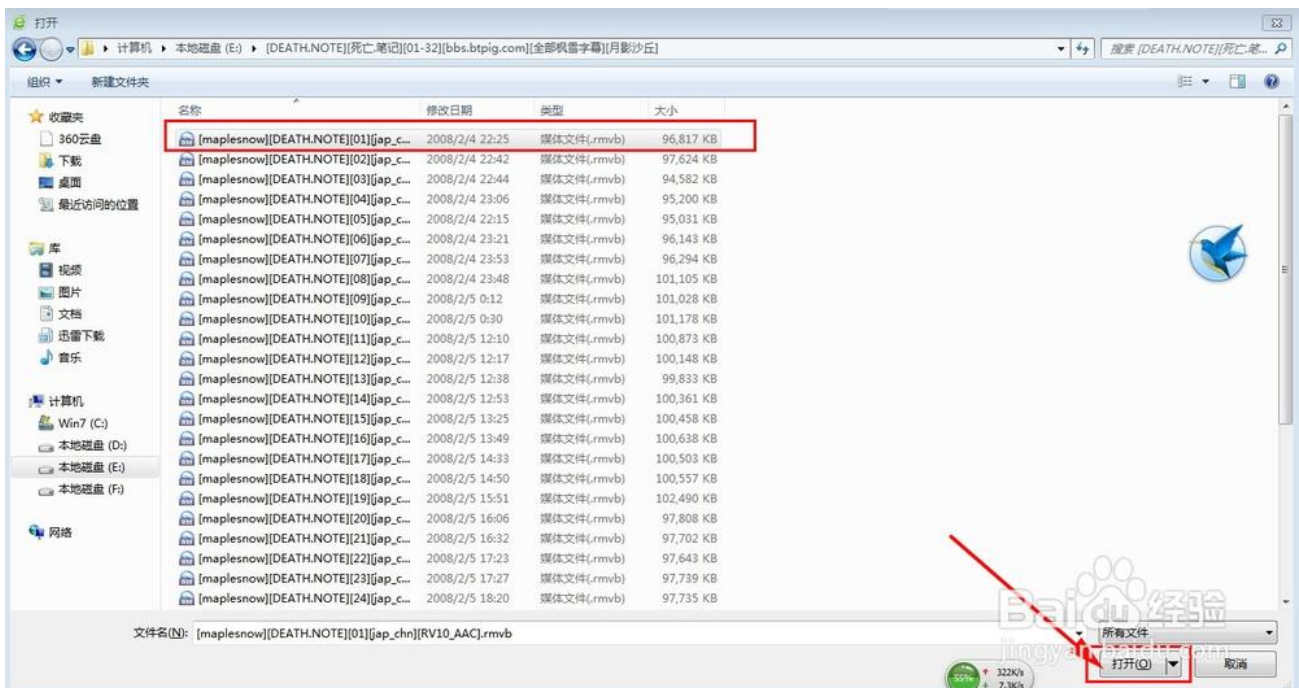 打开
计算机 ▸ 本地磁盘 (E:) ▸ [DEATH.NOTE][死亡.笔记][01-32][bbs.btpig.com][全部枫雪字幕][月影沙丘]
搜索 [DEATH.NOTE][死亡.笔...
组织 新建文件夹
名称 修改日期 类型 大小
收藏夹
360云盘
下载
桌面
最近访问的位置
库
视频
图片
文档
迅雷下载
音乐
计算机
Win7 (C:)
本地磁盘 (D:)
本地磁盘 (E:)
本地磁盘 (F:)
网络
[maplesnow][DEATH.NOTE][01][jap_c... 2008/2/4 22:25 媒体文件(.rmvb) 96,817 KB
[maplesnow][DEATH.NOTE][02][jap_c... 2008/2/4 22:42 媒体文件(.rmvb) 97,624 KB
[maplesnow][DEATH.NOTE][03][jap_c... 2008/2/4 22:44 媒体文件(.rmvb) 94,582 KB
[maplesnow][DEATH.NOTE][04][jap_c... 2008/2/4 23:06 媒体文件(.rmvb) 95,200 KB
[maplesnow][DEATH.NOTE][05][jap_c... 2008/2/4 22:15 媒体文件(.rmvb) 95,031 KB
[maplesnow][DEATH.NOTE][06][jap_c... 2008/2/4 23:21 媒体文件(.rmvb) 96,143 KB
[maplesnow][DEATH.NOTE][07][jap_c... 2008/2/4 23:53 媒体文件(.rmvb) 96,294 KB
[maplesnow][DEATH.NOTE][08][jap_c... 2008/2/4 23:48 媒体文件(.rmvb) 101,105 KB
[maplesnow][DEATH.NOTE][09][jap_c... 2008/2/5 0:12 媒体文件(.rmvb) 101,028 KB
[maplesnow][DEATH.NOTE][10][jap_c... 2008/2/5 0:30 媒体文件(.rmvb) 101,178 KB
[maplesnow][DEATH.NOTE][11][jap_c... 2008/2/5 12:10 媒体文件(.rmvb) 100,873 KB
[maplesnow][DEATH.NOTE][12][jap_c... 2008/2/5 12:17 媒体文件(.rmvb) 100,148 KB
[maplesnow][DEATH.NOTE][13][jap_c... 2008/2/5 12:38 媒体文件(.rmvb) 99,833 KB
[maplesnow][DEATH.NOTE][14][jap_c... 2008/2/5 12:53 媒体文件(.rmvb) 100,361 KB
[maplesnow][DEATH.NOTE][15][jap_c... 2008/2/5 13:25 媒体文件(.rmvb) 100,458 KB
[maplesnow][DEATH.NOTE][16][jap_c... 2008/2/5 13:49 媒体文件(.rmvb) 100,638 KB
[maplesnow][DEATH.NOTE][17][jap_c... 2008/2/5 14:33 媒体文件(.rmvb) 100,503 KB
[maplesnow][DEATH.NOTE][18][jap_c... 2008/2/5 14:50 媒体文件(.rmvb) 100,557 KB
[maplesnow][DEATH.NOTE][19][jap_c... 2008/2/5 15:51 媒体文件(.rmvb) 102,490 KB
[maplesnow][DEATH.NOTE][20][jap_c... 2008/2/5 16:06 媒体文件(.rmvb) 97,808 KB
[maplesnow][DEATH.NOTE][21][jap_c... 2008/2/5 16:32 媒体文件(.rmvb) 97,702 KB
[maplesnow][DEATH.NOTE][22][jap_c... 2008/2/5 17:23 媒体文件(.rmvb) 97,643 KB
[maplesnow][DEATH.NOTE][23][jap_c... 2008/2/5 17:27 媒体文件(.rmvb) 97,739 KB
[maplesnow][DEATH.NOTE][24][jap_c... 2008/2/5 18:20 媒体文件(.rmvb) 97,735 KB
Baidu经验
文件名(N): [maplesnow][DEATH.NOTE][01][jap_chn][RV10_AAC].rmvb 所有文件
jingyan.baidu.com
打开(O) 取消
55% 322K/s
7.3K/s